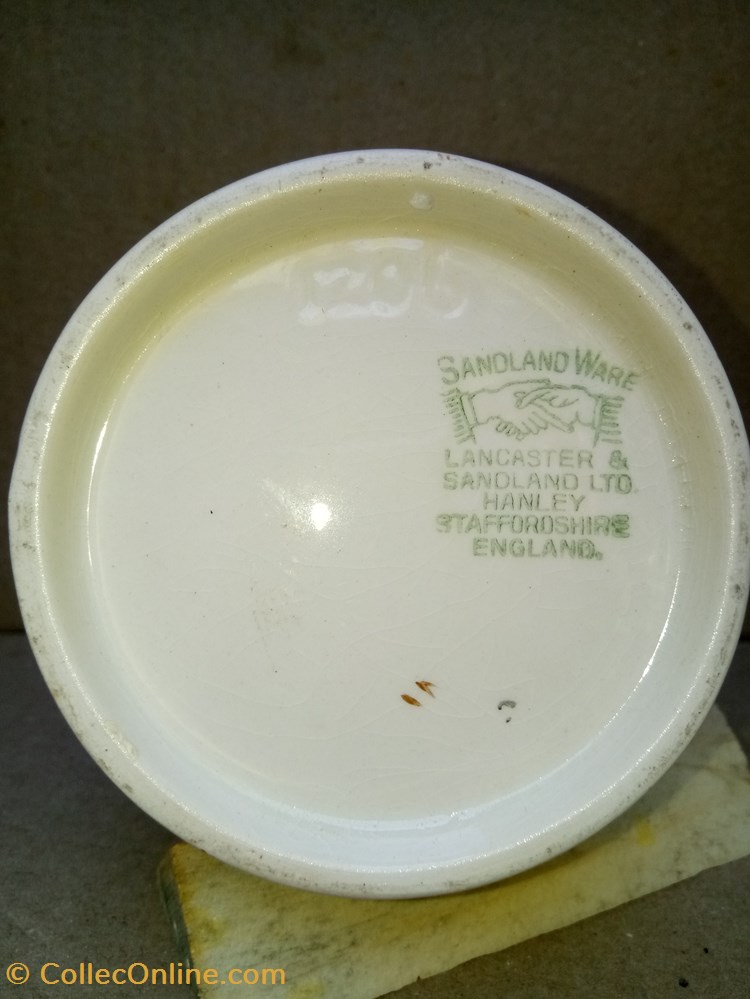 SANDLAND WARE
LANCASTER &
SANDLAND LTD.
HANLEY
STAFFORDSHIRE
ENGLAND.
© CollecOnline.com